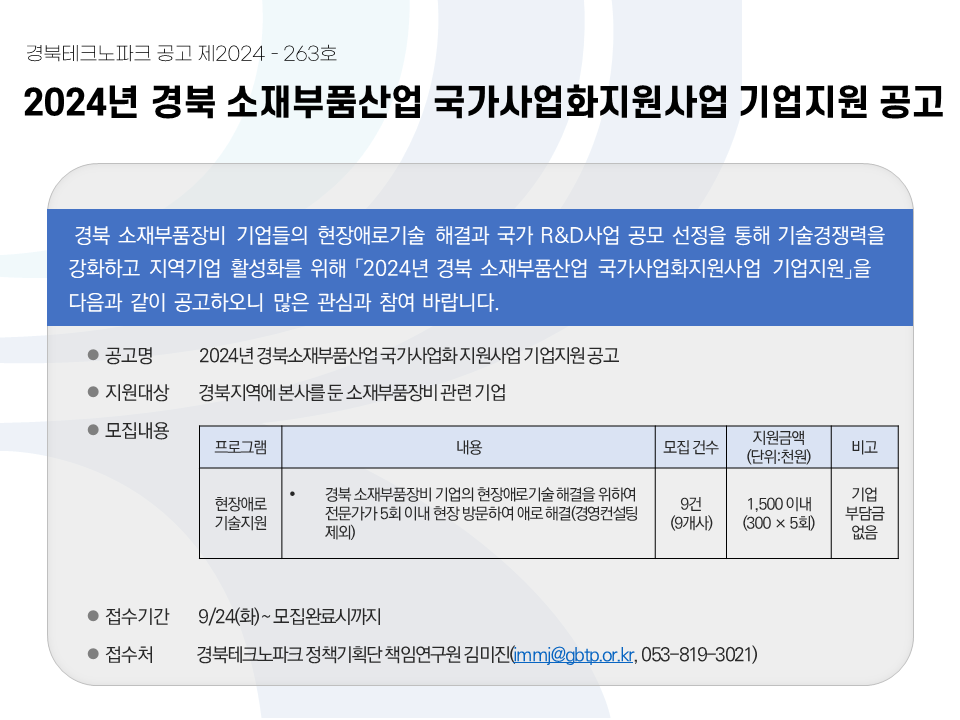 경북테크노파크 공고 제2024 - 263호
2024년 경북 소재부품산업 국가사업화지원사업 기업지원 공고
경북 소재부품장비 기업들의 현장애로기술 해결과 국가 R&D사업 공모 선정을 통해 기술경쟁력을
강화하고 지역기업 활성화를 위해 「2024년 경북 소재부품산업 국가사업화지원사업 기업지원」을
다음과 같이 공고하오니 많은 관심과 참여 바랍니다.
● 공고명 2024년 경북소재부품산업 국가사업화 지원사업 기업지원 공고
● 지원대상 경북지역에 본사를 둔 소재부품장비 관련 기업
● 모집내용
프로그램 내용 모집 건수 지원금액 (단위:천원) 비고
현장애로
기술지원
• 경북 소재부품장비 기업의 현장애로기술 해결을 위하여
전문가가 5회 이내 현장 방문하여 애로 해결(경영컨설팅
제외)
9건
(9개사)
1,500 이내
(300 × 5회)
기업
부담금
없음
● 접수기간 9/24(화) ~ 모집완료시까지
● 접수처 경북테크노파크 정책기획단 책임연구원 김미진(immj@gbtp.or.kr, 053-819-3021)